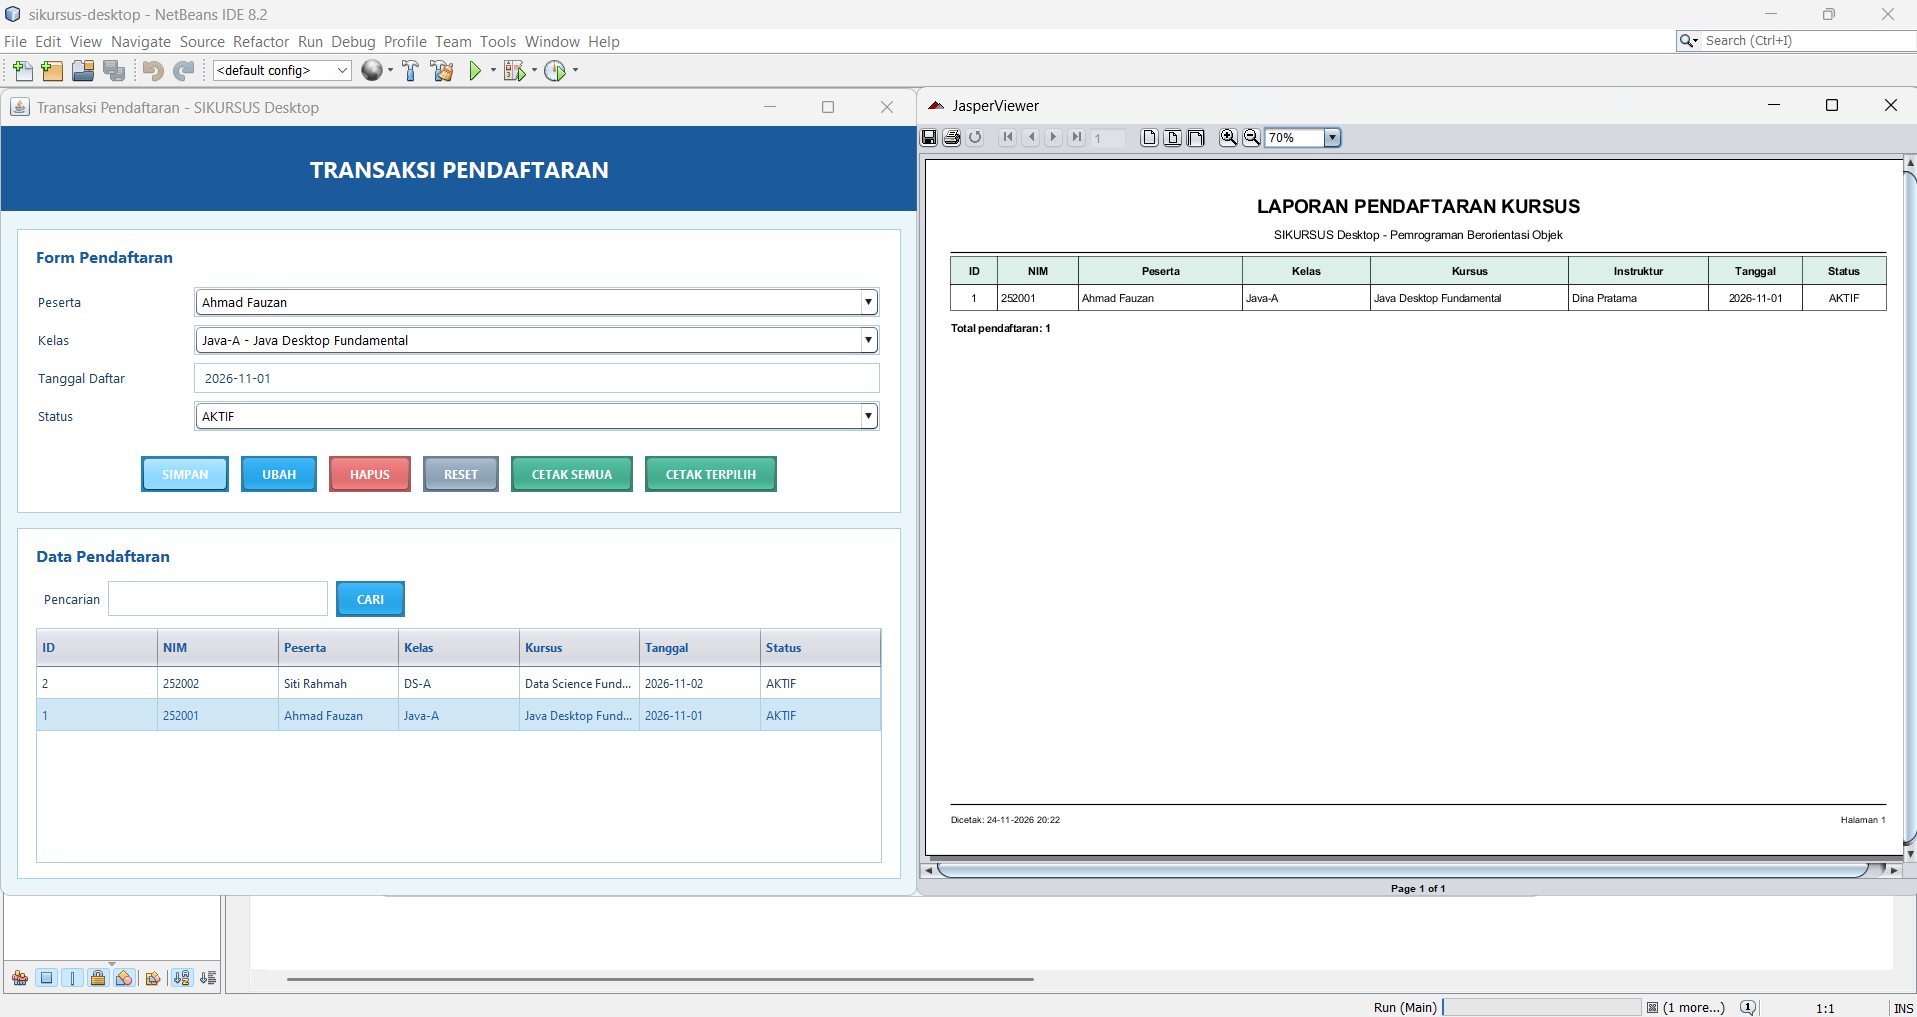 sikursus-desktop - NetBeans IDE 8.2
File Edit View Navigate Source Refactor Run Debug Profile Team Tools Window Help
Search (Ctrl+I)
<default config>
Transaksi Pendaftaran - SIKURSUS Desktop
TRANSAKSI PENDAFTARAN
Form Pendaftaran
Peserta Ahmad Fauzan
Kelas Java-A - Java Desktop Fundamental
Tanggal Daftar 2026-11-01
Status AKTIF
SIMPAN UBAH HAPUS RESET CETAK SEMUA CETAK TERPILIH
Data Pendaftaran
Pencarian CARI
ID NIM Peserta Kelas Kursus Tanggal Status
2 252002 Siti Rahmah DS-A Data Science Fund... 2026-11-02 AKTIF
1 252001 Ahmad Fauzan Java-A Java Desktop Fund... 2026-11-01 AKTIF
JasperViewer
1 70%
LAPORAN PENDAFTARAN KURSUS
SIKURSUS Desktop - Pemrograman Berorientasi Objek
ID NIM Peserta Kelas Kursus Instruktur Tanggal Status
1 252001 Ahmad Fauzan Java-A Java Desktop Fundamental Dina Pratama 2026-11-01 AKTIF
Total pendaftaran: 1
Dicetak: 24-11-2026 20:22 Halaman 1
Page 1 of 1
Run (Main) (1 more...) 1 1:1 INS